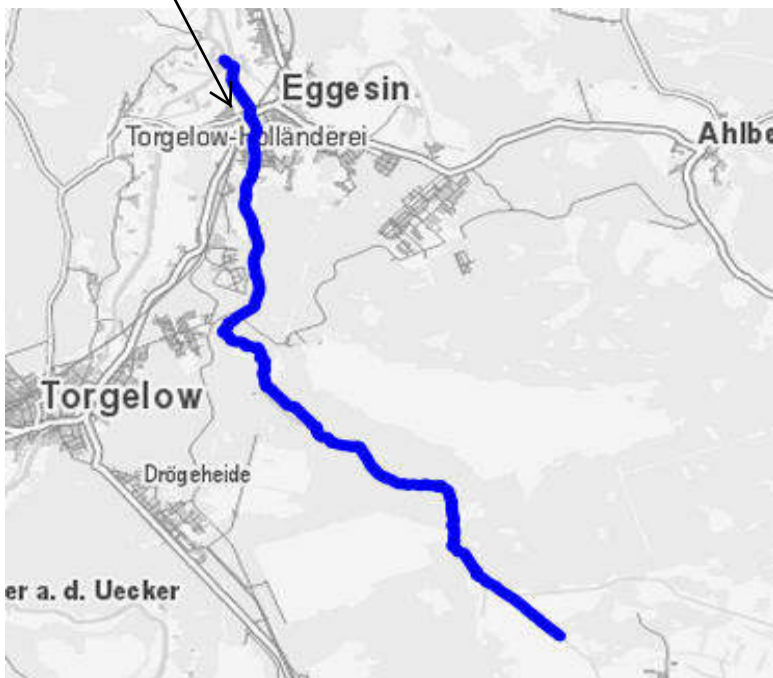 Eggesin
Torgelow-Holländerei
Ahlbe
Torgelow
Drögeheide
er a. d. Uecker